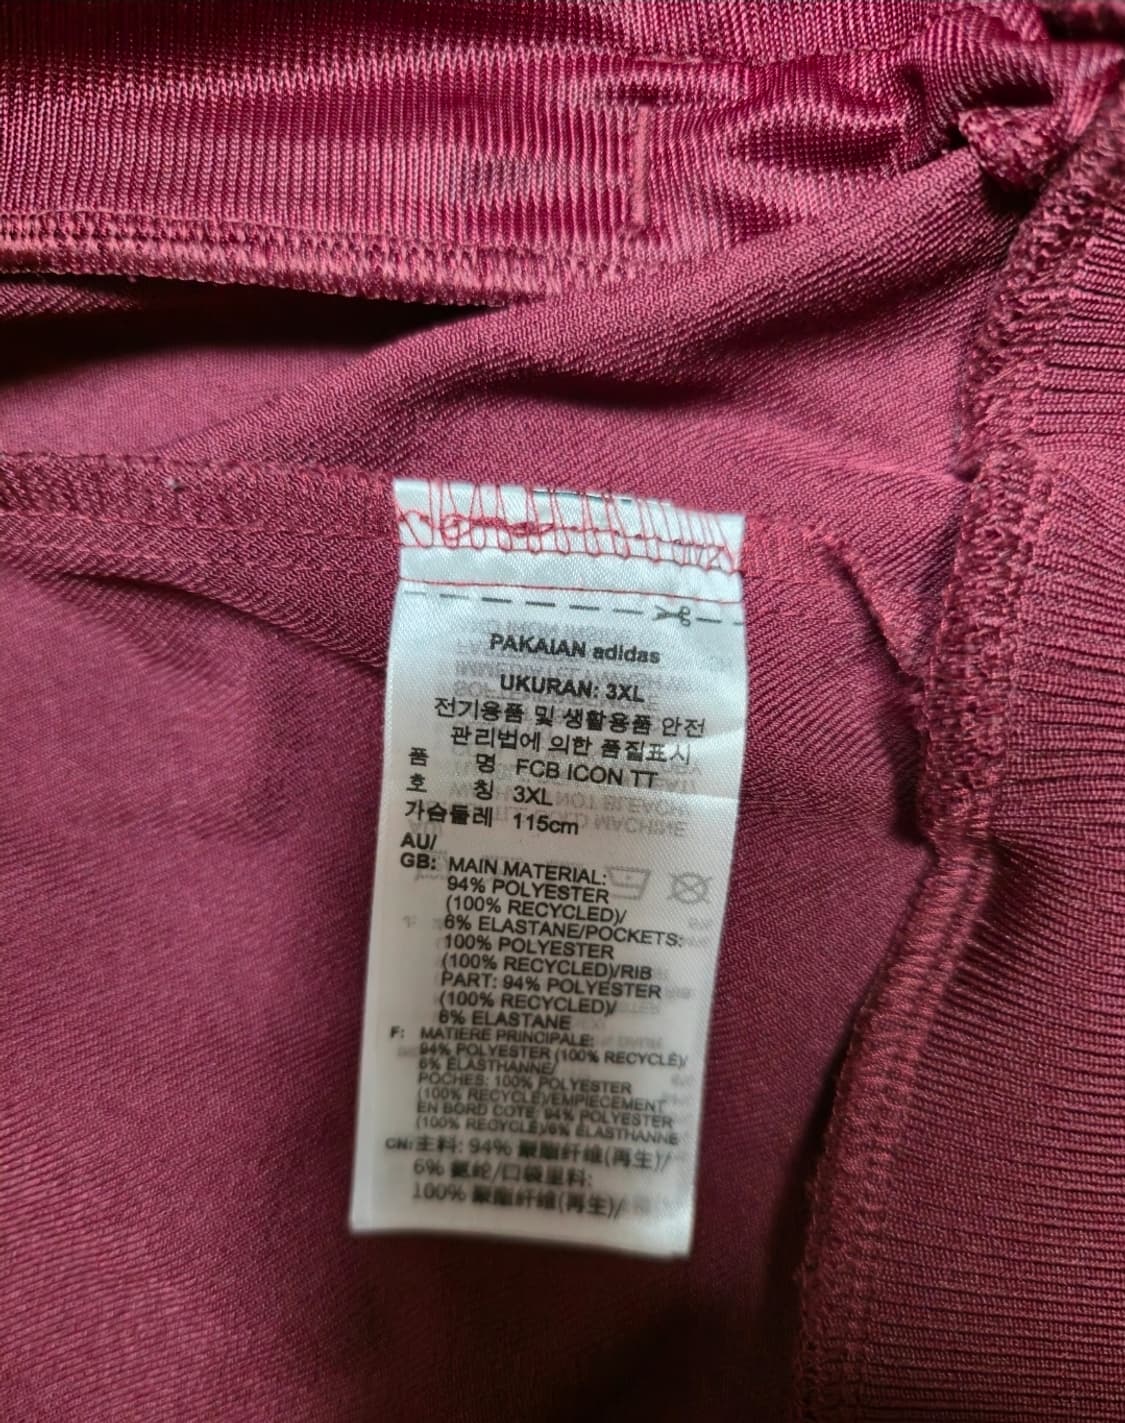 PAKAIAN adidas
UKURAN: 3XL
전기용품 및 생활용품 안전
관리법에 의한 품질표시
품 명 FCB ICON TT
호 칭 3XL
가슴둘레 115cm
AU/
GB: MAIN MATERIAL:
94% POLYESTER
(100% RECYCLED)/
6% ELASTANE/POCKETS:
100% POLYESTER
(100% RECYCLED)/RIB
PART: 94% POLYESTER
(100% RECYCLED)/
6% ELASTANE
F: MATIERE PRINCIPALE:
94% POLYESTER (100% RECYCLE)/
6% ELASTHANNE/
POCHES: 100% POLYESTER
(100% RECYCLE)/EMPIECEMENT
EN BORD COTE: 94% POLYESTER
(100% RECYCLE)/6% ELASTHANNE
CN: 主料: 94% 聚酯纤维(再生)/
6% 氨纶/口袋里料:
100% 聚酯纤维(再生)/